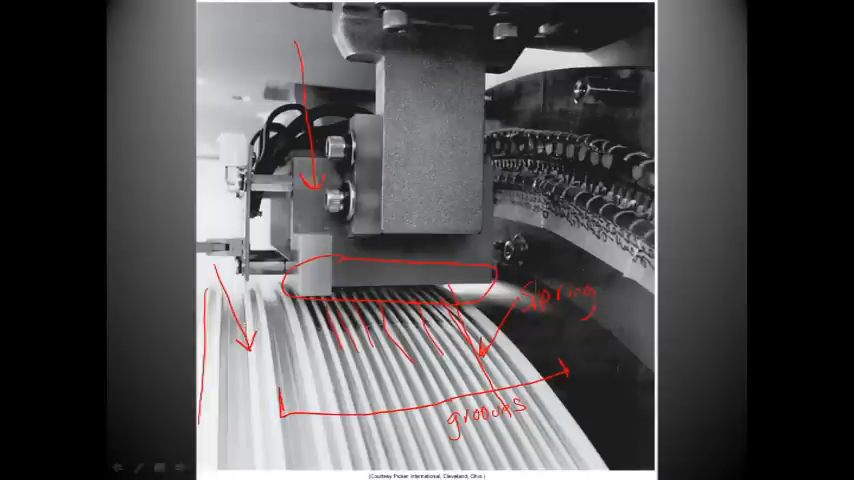 Spring
grooves
(Courtesy Picker International, Cleveland, Ohio.)